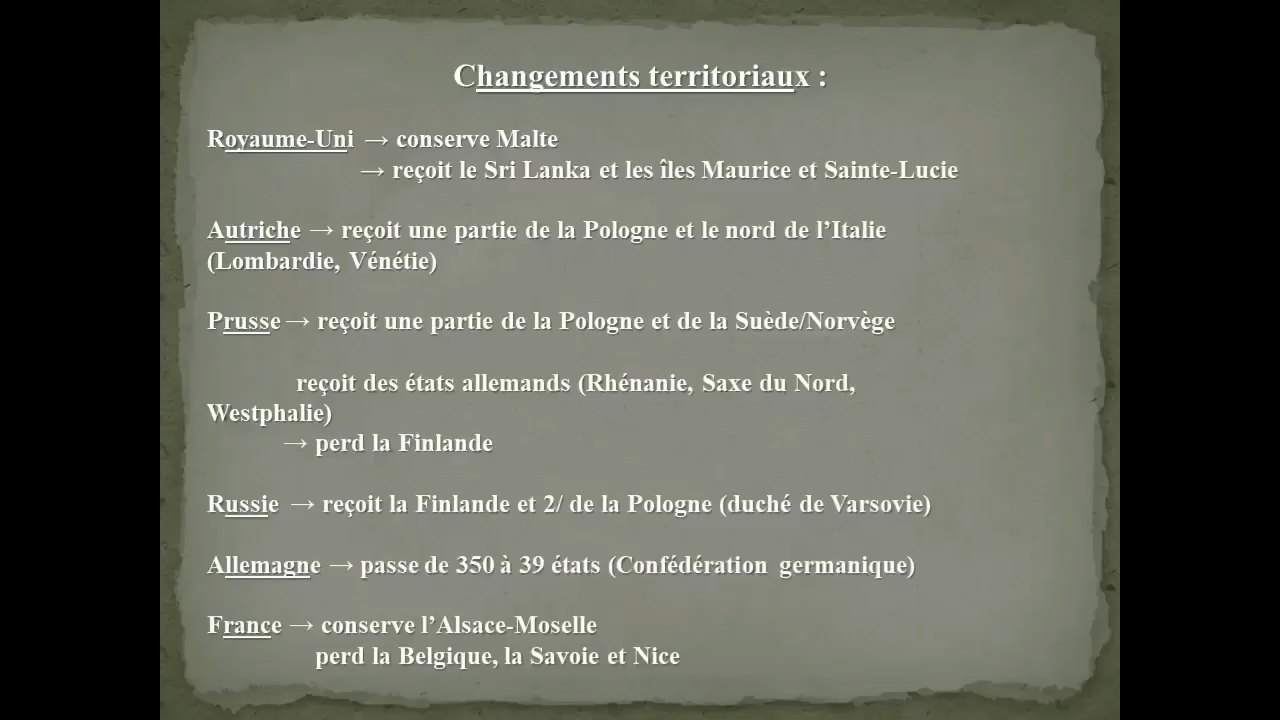 Changements territoriaux :
Royaume-Uni → conserve Malte
→ reçoit le Sri Lanka et les îles Maurice et Sainte-Lucie
Autriche → reçoit une partie de la Pologne et le nord de l’Italie
(Lombardie, Vénétie)
Prusse → reçoit une partie de la Pologne et de la Suède/Norvège
reçoit des états allemands (Rhénanie, Saxe du Nord,
Westphalie)
→ perd la Finlande
Russie → reçoit la Finlande et 2/ de la Pologne (duché de Varsovie)
Allemagne → passe de 350 à 39 états (Confédération germanique)
France → conserve l’Alsace-Moselle
perd la Belgique, la Savoie et Nice